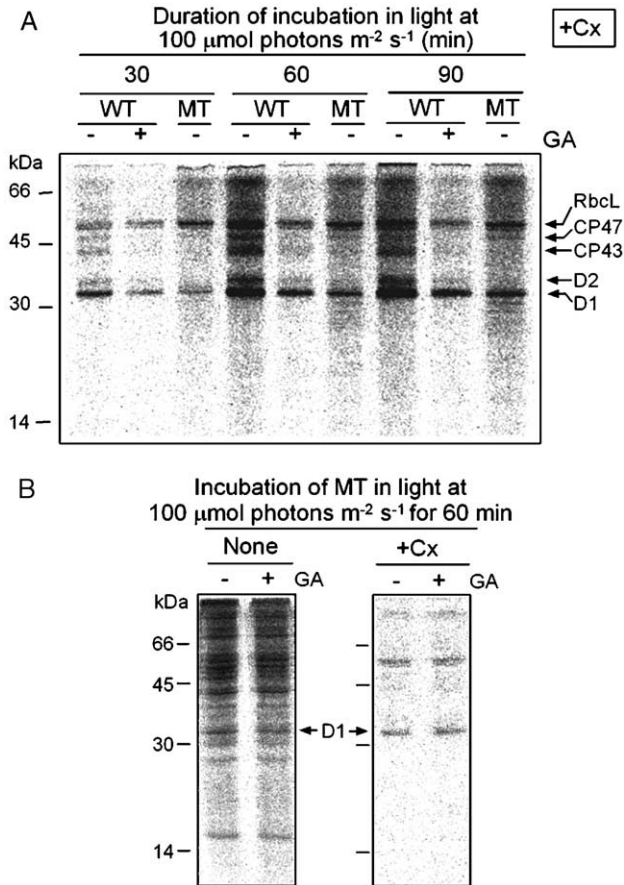 A
Duration of incubation in light at
100 μmol photons m⁻² s⁻¹ (min)
+Cx
30 60 90
WT MT WT MT WT MT
- + - - + - - + - GA
kDa
66
45
30
14
RbcL
CP47
CP43
D2
D1
B
Incubation of MT in light at
100 μmol photons m⁻² s⁻¹ for 60 min
None +Cx
- + GA - + GA
kDa
66
45
30
14
D1